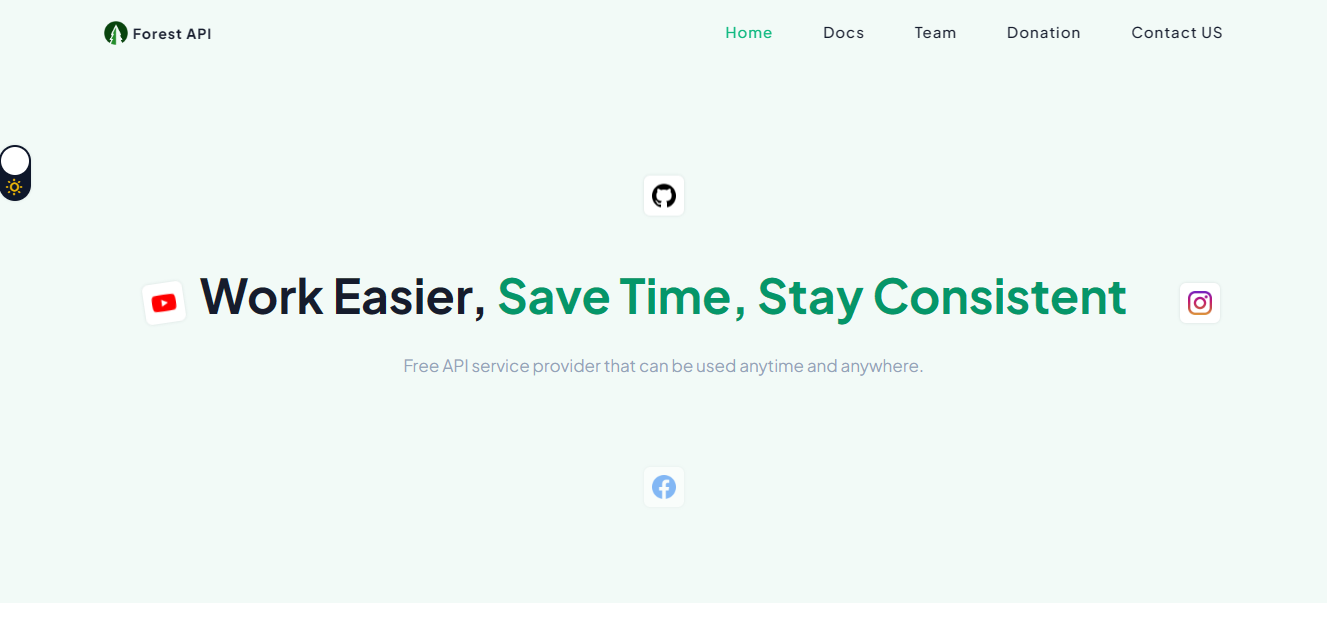 Forest API
Home Docs Team Donation Contact US
Work Easier, Save Time, Stay Consistent
Free API service provider that can be used anytime and anywhere.